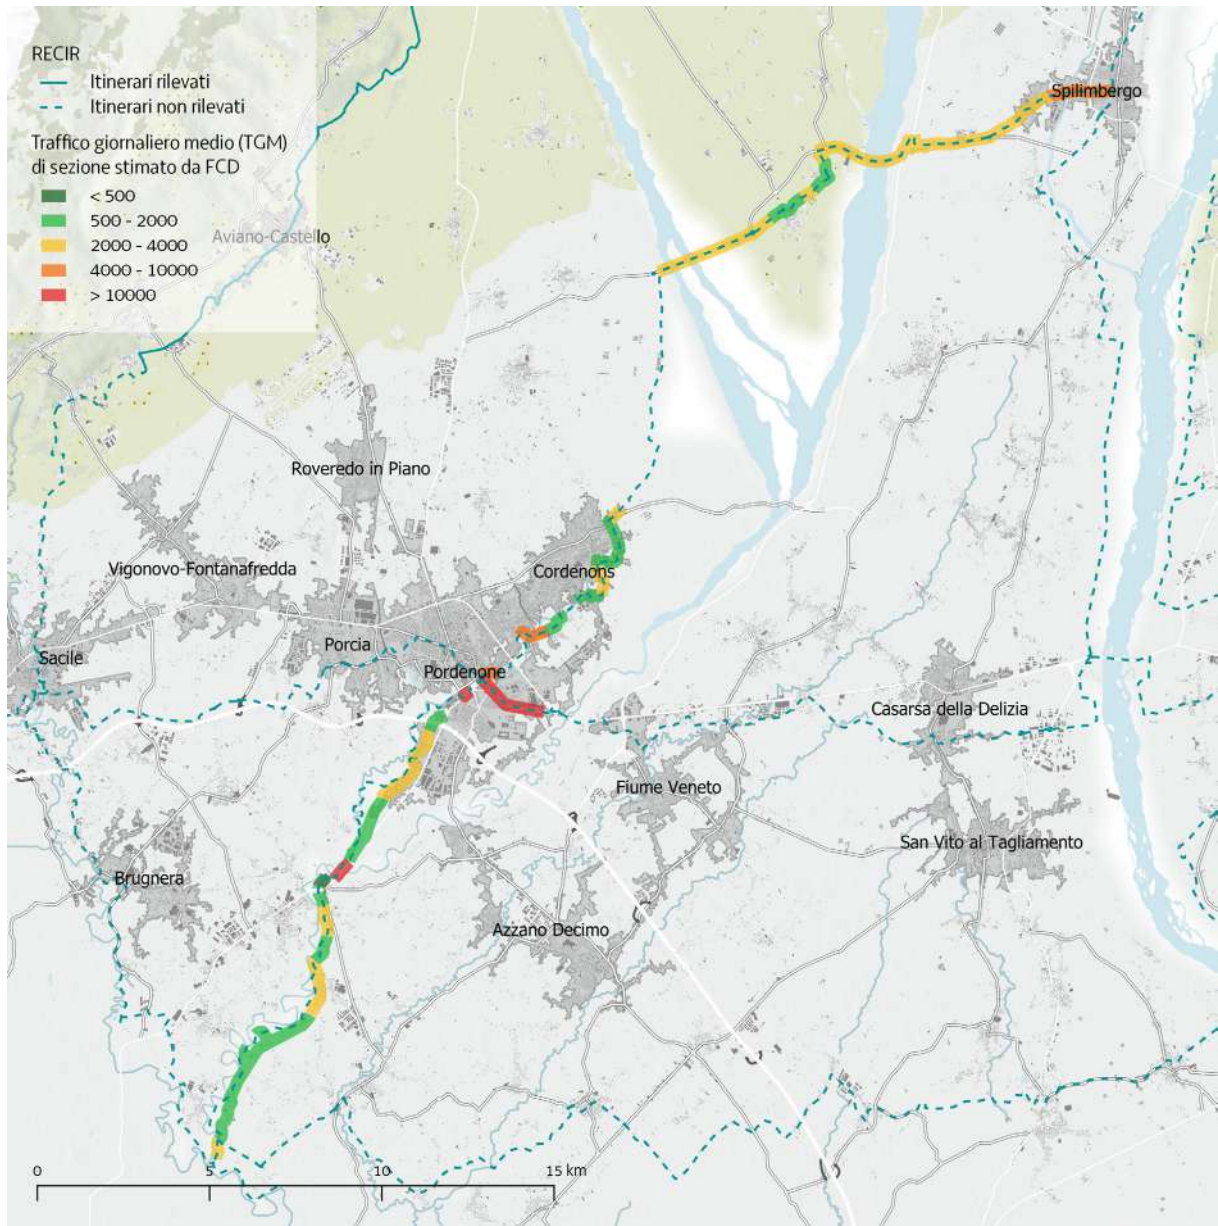 RECIR
Itinerari rilevati
Itinerari non rilevati
Traffico giornaliero medio (TGM)
di sezione stimato da FCD
< 500
500 - 2000
2000 - 4000
4000 - 10000
> 10000
Spilimbergo
Aviano-Castello
Roveredo in Piano
Vigonovo-Fontanafredda
Cordenons
Porcia
Sacile
Pordenone
Casarsa della Delizia
Fiume Veneto
San Vito al Tagliamento
Brugnera
Azzano Decimo
0 5 10 15 km